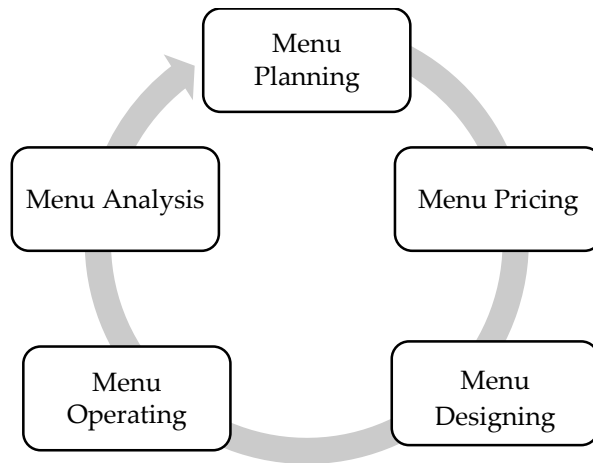 Menu
Planning
Menu Pricing
Menu
Designing
Menu
Operating
Menu Analysis